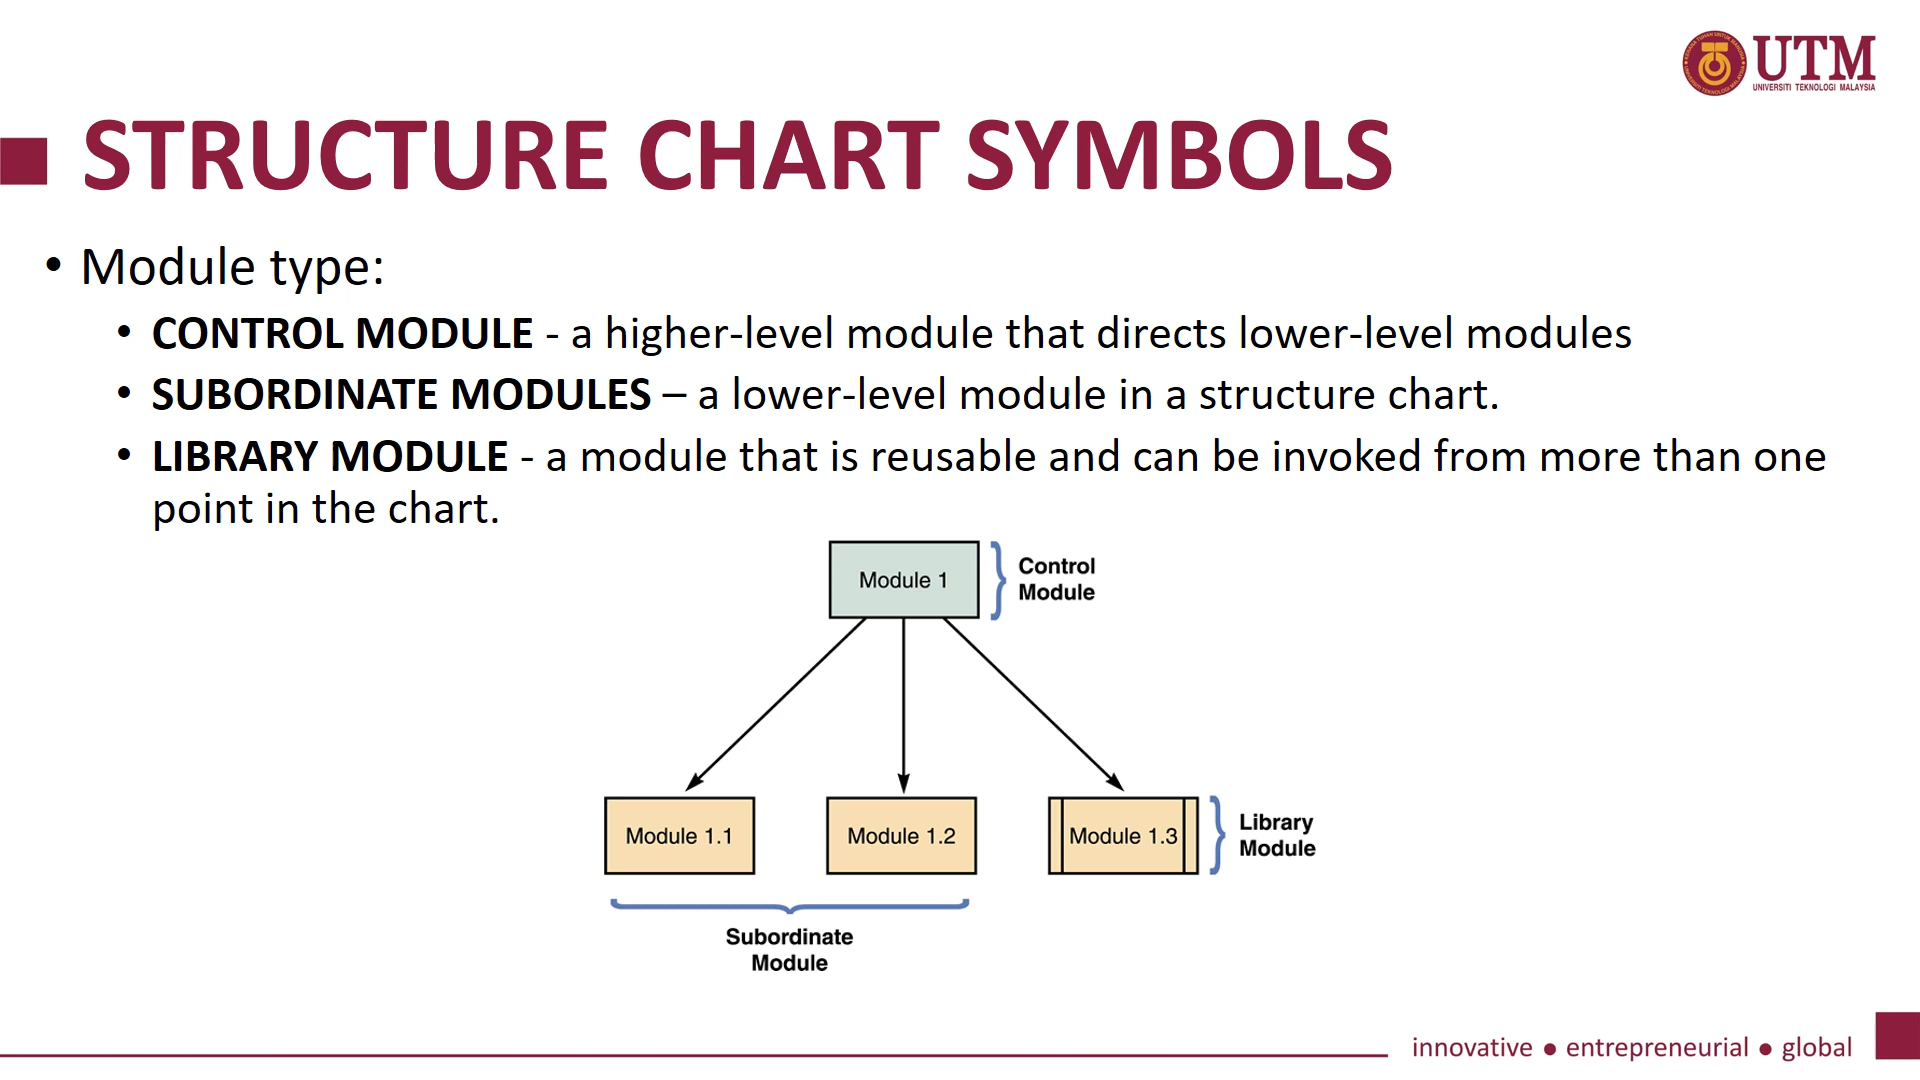 UTM
UNIVERSITI TEKNOLOGI MALAYSIA
STRUCTURE CHART SYMBOLS
• Module type:
• CONTROL MODULE - a higher-level module that directs lower-level modules
• SUBORDINATE MODULES – a lower-level module in a structure chart.
• LIBRARY MODULE - a module that is reusable and can be invoked from more than one
point in the chart.
Module 1
Control
Module
Module 1.1
Module 1.2
Module 1.3
Library
Module
Subordinate
Module
innovative ● entrepreneurial ● global